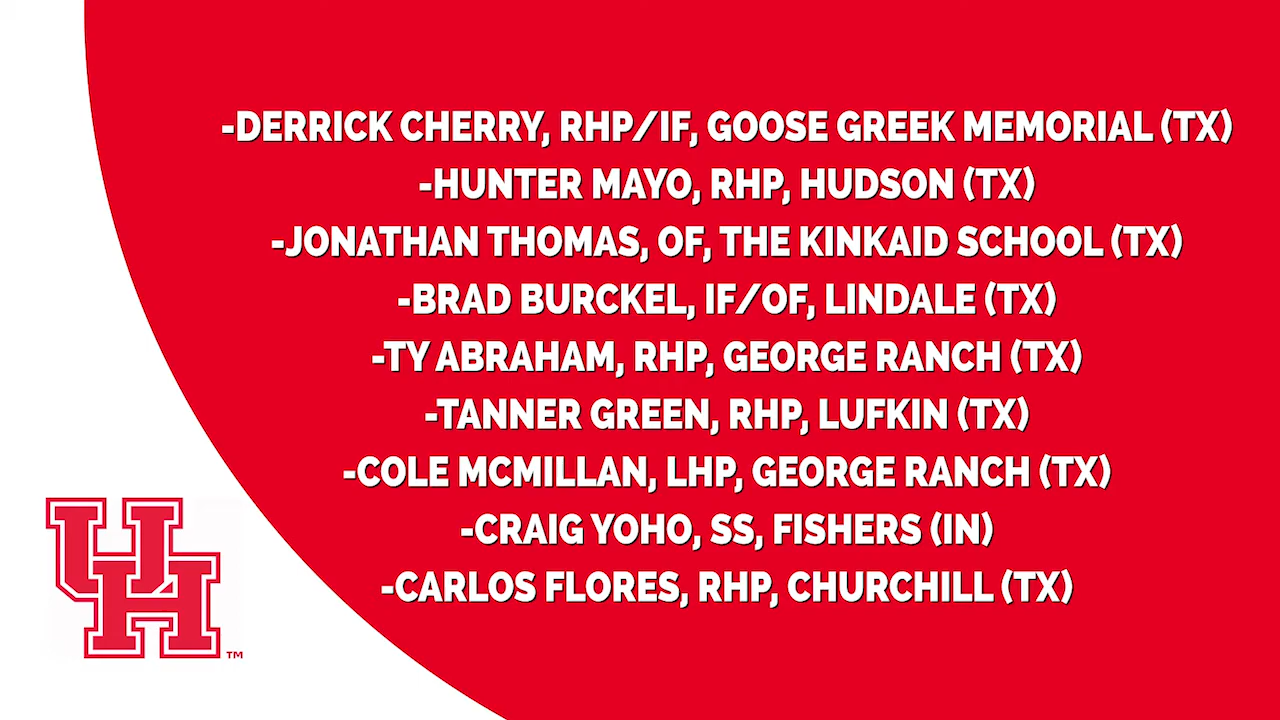 -DERRICK CHERRY, RHP/IF, GOOSE GREEK MEMORIAL (TX)
-HUNTER MAYO, RHP, HUDSON (TX)
-JONATHAN THOMAS, OF, THE KINKAID SCHOOL (TX)
-BRAD BURCKEL, IF/OF, LINDALE (TX)
-TY ABRAHAM, RHP, GEORGE RANCH (TX)
-TANNER GREEN, RHP, LUFKIN (TX)
-COLE MCMILLAN, LHP, GEORGE RANCH (TX)
-CRAIG YOHO, SS, FISHERS (IN)
-CARLOS FLORES, RHP, CHURCHILL (TX)
UH TM